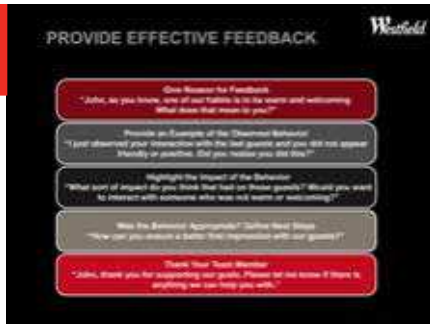 PROVIDE EFFECTIVE FEEDBACK
Westfield
Give Reason for Feedback
"John, as you know, one of our habits is to be warm and welcoming.
What does that mean to you?"
Provide an Example of the Observed Behavior
"I just observed your interaction with the last guests and you did not appear
friendly or positive. Did you realize you did this?"
Highlight the Impact of the Behavior
"What sort of impact do you think that had on those guests? Would you want
to interact with someone who was not warm or welcoming?"
Was the Behavior Appropriate? Define Next Steps
"How can you ensure a better first impression with our guests?"
Thank Your Team Member
"John, thank you for supporting our goals. Please let me know if there is
anything we can help you with."